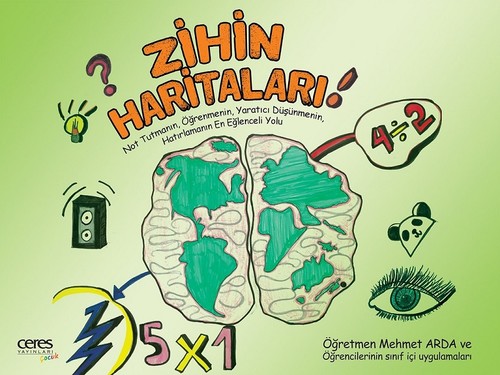 ?
ZİHİN
HARİTALARI!
Not Tutmanın, Öğrenmenin, Yaratıcı Düşünmenin,
Hatırlamanın En Eğlenceli Yolu
4÷2
5x1
ceres
YAYINLARI
çocuk
Öğretmen Mehmet ARDA ve
Öğrencilerinin sınıf içi uygulamaları